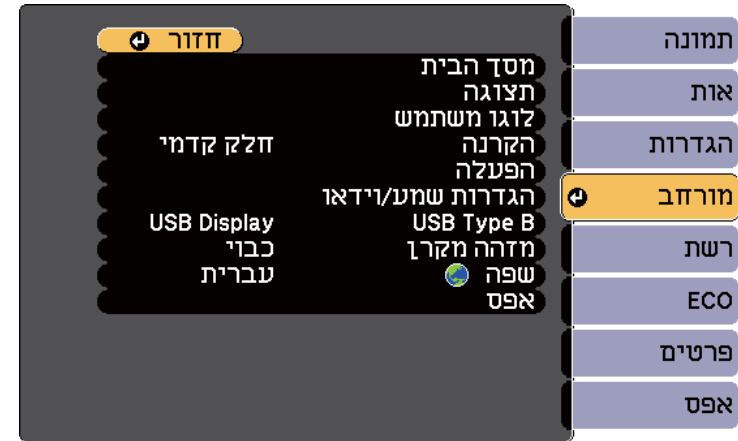 תמונה
אות
הגדרות
מורחב
רשת
ECO
פרטים
אפס
חזור
מסך הבית
תצוגה
לוגו משתמש
הקרנה חלק קדמי
הפעלה
הגדרות שמע/וידאו
USB Type B USB Display
מזהה מקרן כבוי
שפה עברית
אפס